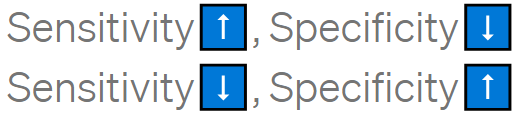 Sensitivity ↑, Specificity ↓
Sensitivity ↓, Specificity ↑